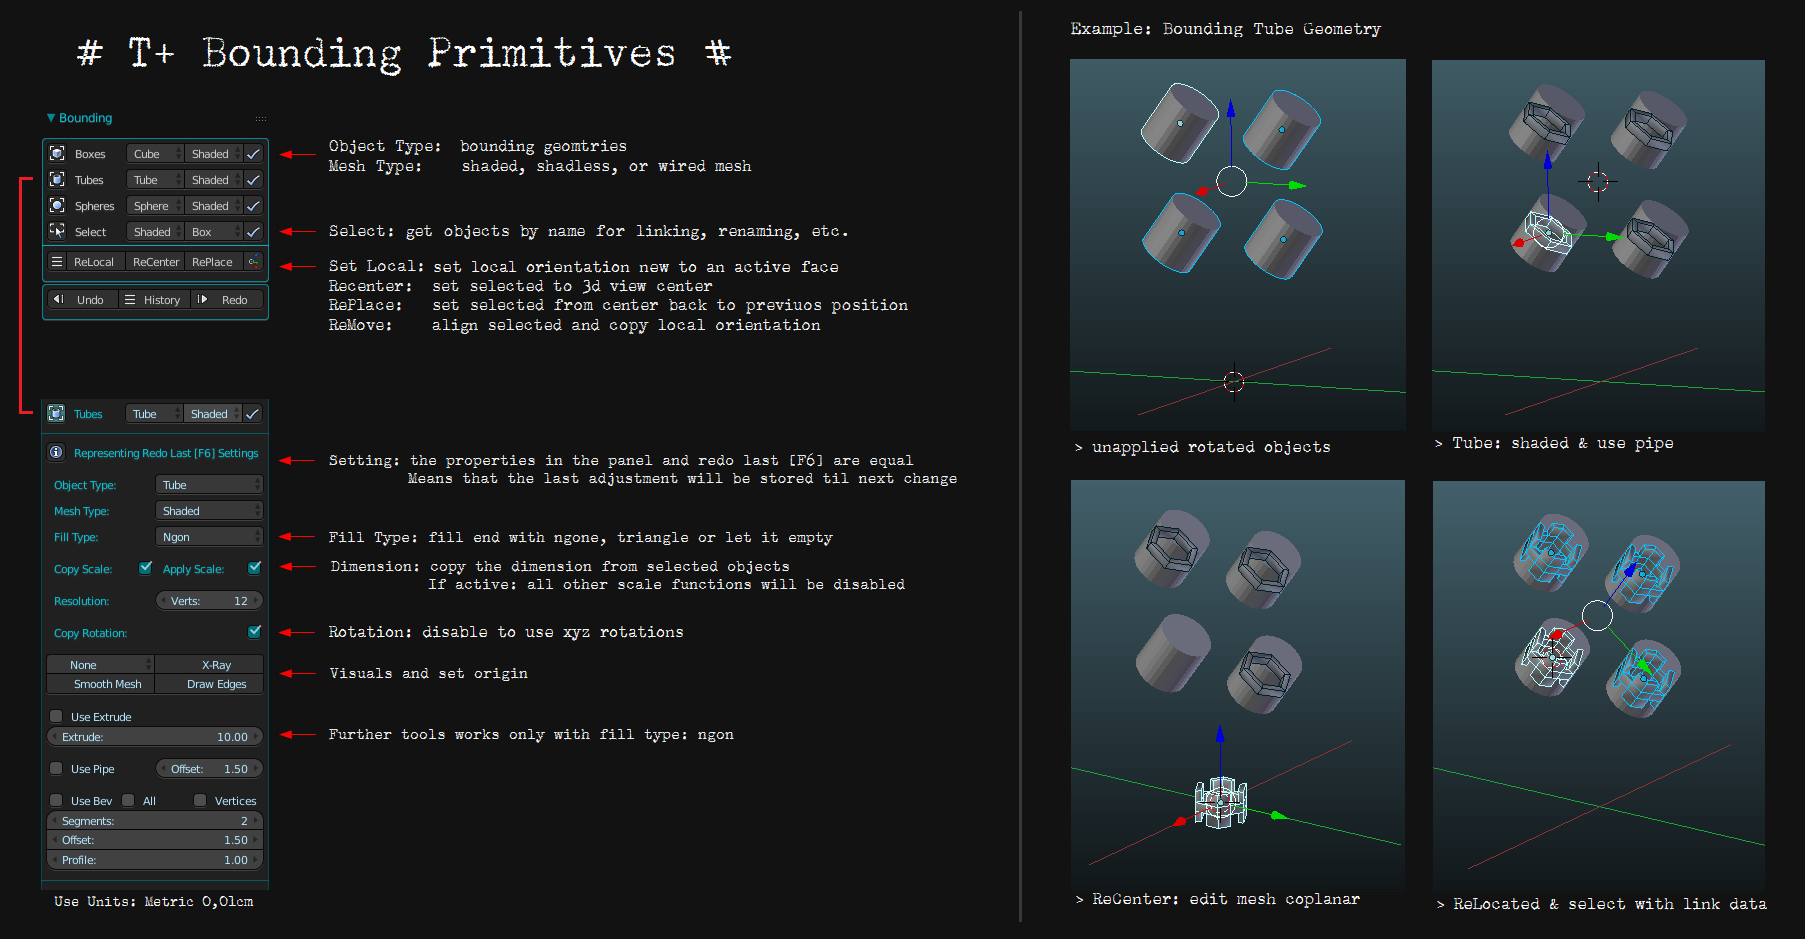 # T+ Bounding Primitives #
Bounding
Boxes Cube Shaded
Tubes Tube Shaded
Spheres Sphere Shaded
Select Shaded Box
ReLocal ReCenter RePlace
Undo History Redo
Object Type: bounding geomtries
Mesh Type: shaded, shadless, or wired mesh
Select: get objects by name for linking, renaming, etc.
Set Local: set local orientation new to an active face
Recenter: set selected to 3d view center
RePlace: set selected from center back to previuos position
ReMove: align selected and copy local orientation
Tubes Tube Shaded
Representing Redo Last [F6] Settings
Object Type: Tube
Mesh Type: Shaded
Fill Type: Ngon
Copy Scale: Apply Scale:
Resolution: Verts: 12
Copy Rotation:
None X-Ray
Smooth Mesh Draw Edges
Use Extrude
Extrude: 10.00
Use Pipe Offset: 1.50
Use Bev All Vertices
Segments: 2
Offset: 1.50
Profile: 1.00
Use Units: Metric 0,01cm
Setting: the properties in the panel and redo last [F6] are equal
Means that the last adjustment will be stored til next change
Fill Type: fill end with ngone, triangle or let it empty
Dimension: copy the dimension from selected objects
If active: all other scale functions will be disabled
Rotation: disable to use xyz rotations
Visuals and set origin
Further tools works only with fill type: ngon
Example: Bounding Tube Geometry
> unapplied rotated objects
> Tube: shaded & use pipe
> ReCenter: edit mesh coplanar
> ReLocated & select with link data